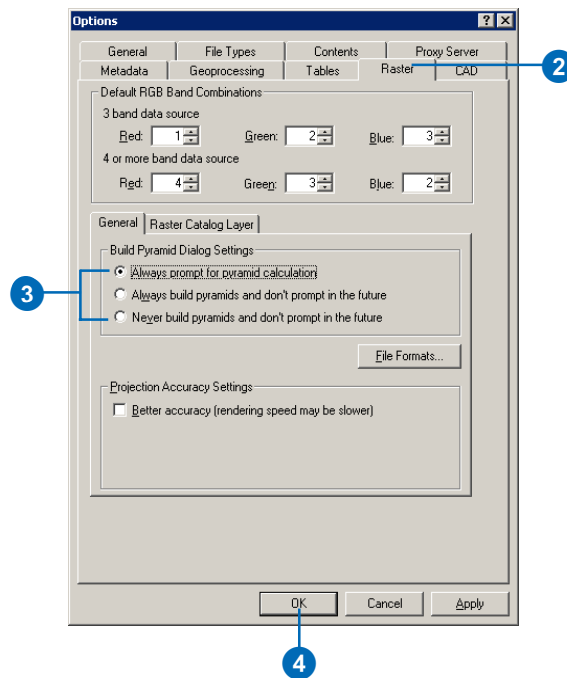 Options
General File Types Contents Proxy Server
Metadata Geoprocessing Tables Raster CAD
2
Default RGB Band Combinations
3 band data source
Red: 1 Green: 2 Blue: 3
4 or more band data source
Red: 4 Green: 3 Blue: 2
General Raster Catalog Layer
Build Pyramid Dialog Settings
Always prompt for pyramid calculation
3
Always build pyramids and don't prompt in the future
Never build pyramids and don't prompt in the future
File Formats...
Projection Accuracy Settings
Better accuracy (rendering speed may be slower)
OK Cancel Apply
4